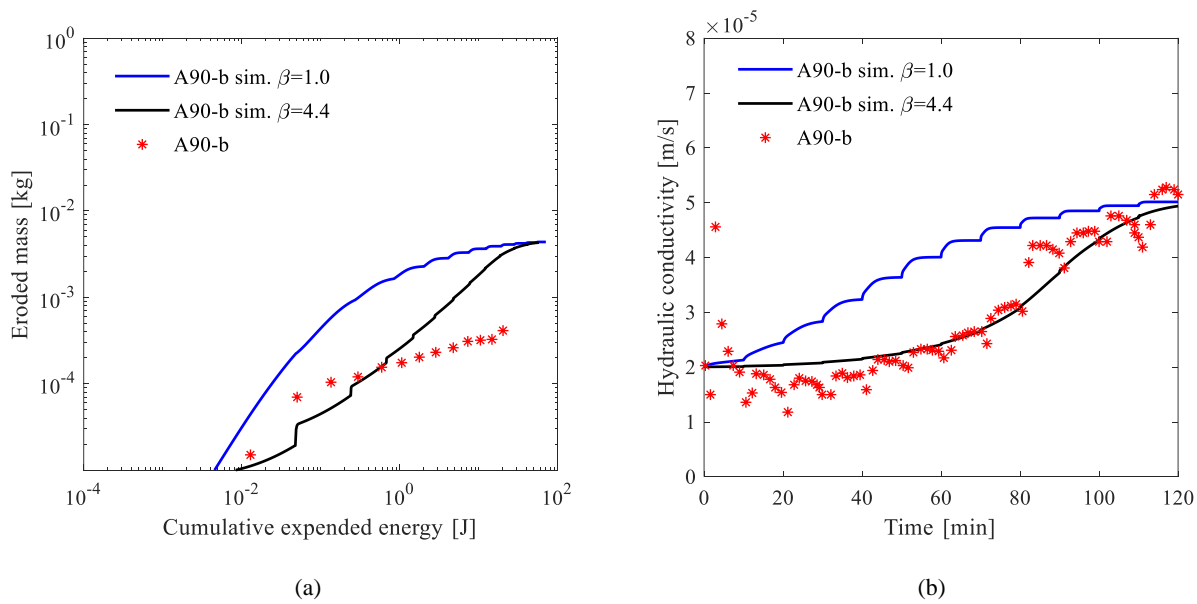 A90-b sim. β=1.0
A90-b sim. β=4.4
A90-b
10^0
10^-1
10^-2
10^-3
10^-4
Eroded mass [kg]
10^-4
10^-2
10^0
10^2
Cumulative expended energy [J]
(a)
×10^-5
A90-b sim. β=1.0
A90-b sim. β=4.4
A90-b
8
7
6
5
4
3
2
1
0
Hydraulic conductivity [m/s]
0
20
40
60
80
100
120
Time [min]
(b)